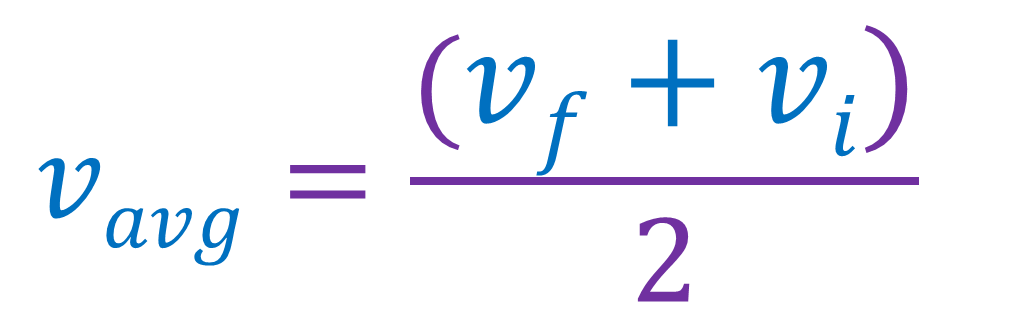 v_avg = (v_f + v_i) / 2